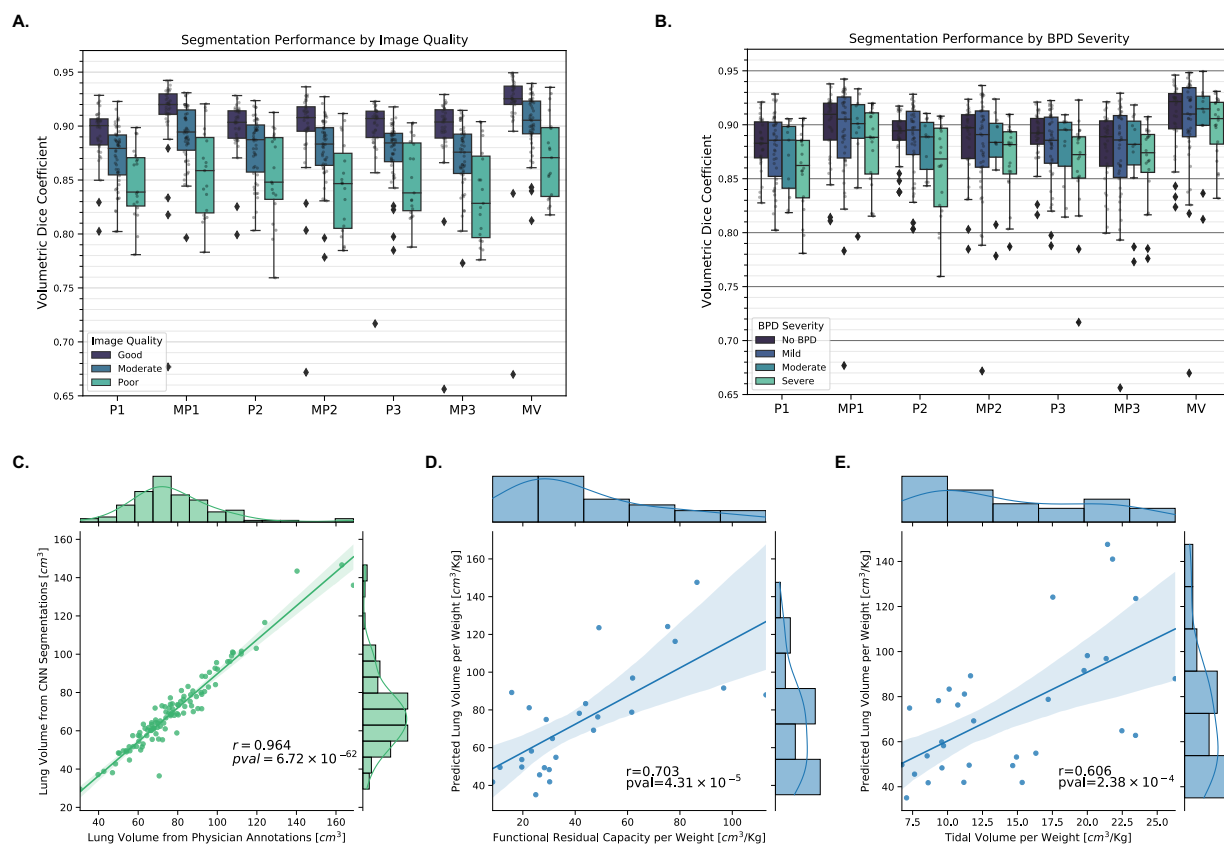 A.
Segmentation Performance by Image Quality
Volumetric Dice Coefficient
0.95
0.90
0.85
0.80
0.75
0.70
0.65
Image Quality
Good
Moderate
Poor
P1 MP1 P2 MP2 P3 MP3 MV
B.
Segmentation Performance by BPD Severity
Volumetric Dice Coefficient
0.95
0.90
0.85
0.80
0.75
0.70
0.65
BPD Severity
No BPD
Mild
Moderate
Severe
P1 MP1 P2 MP2 P3 MP3 MV
C.
Lung Volume from CNN Segmentations [cm³]
160
140
120
100
80
60
40
20
r = 0.964
pval = 6.72 × 10⁻⁶²
40 60 80 100 120 140 160
Lung Volume from Physician Annotations [cm³]
D.
Predicted Lung Volume per Weight [cm³/Kg]
160
140
120
100
80
60
40
r=0.703
pval=4.31 × 10⁻⁵
20 40 60 80 100
Functional Residual Capacity per Weight [cm³/Kg]
E.
Predicted Lung Volume per Weight [cm³/Kg]
140
120
100
80
60
40
r=0.606
pval=2.38 × 10⁻⁴
7.5 10.0 12.5 15.0 17.5 20.0 22.5 25.0
Tidal Volume per Weight [cm³/Kg]